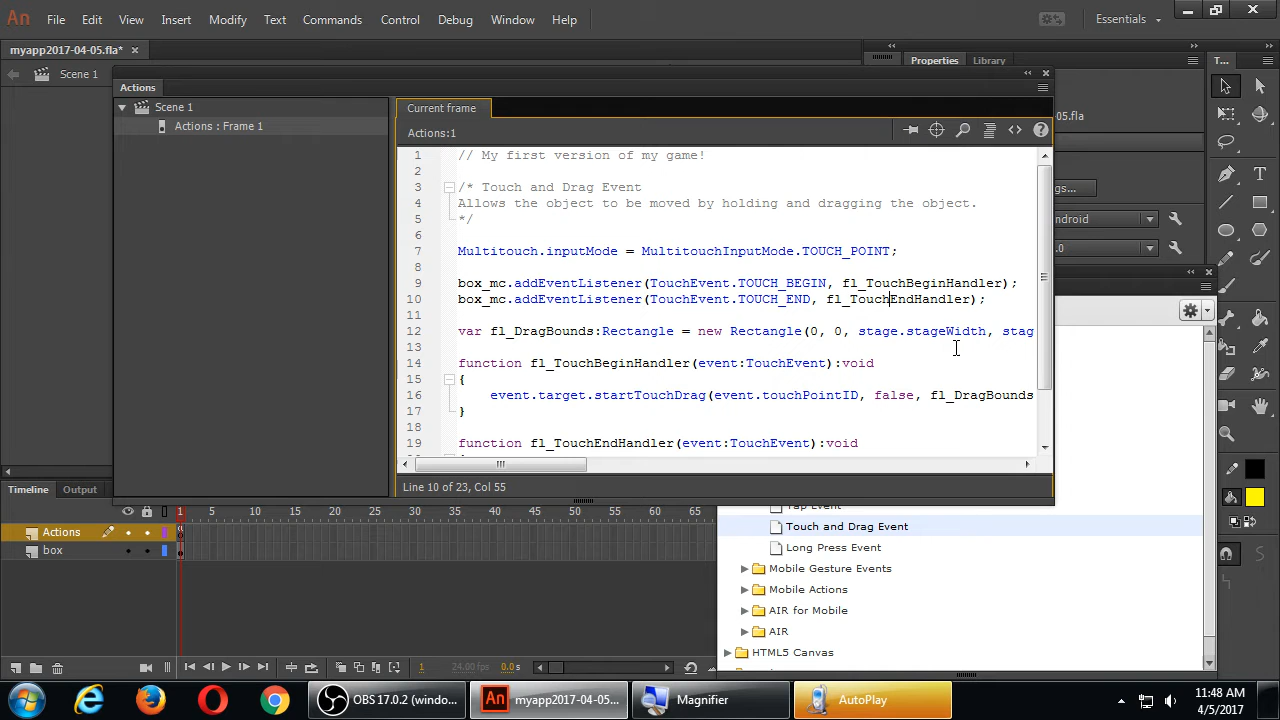 An File Edit View Insert Modify Text Commands Control Debug Window Help Essentials
myapp2017-04-05.fla*
Scene 1
Actions
Scene 1
Actions : Frame 1
Current frame
Actions:1
1 // My first version of my game!
2
3 /* Touch and Drag Event
4 Allows the object to be moved by holding and dragging the object.
5 */
6
7 Multitouch.inputMode = MultitouchInputMode.TOUCH_POINT;
8
9 box_mc.addEventListener(TouchEvent.TOUCH_BEGIN, fl_TouchBeginHandler);
10 box_mc.addEventListener(TouchEvent.TOUCH_END, fl_TouchEndHandler);
11
12 var fl_DragBounds:Rectangle = new Rectangle(0, 0, stage.stageWidth, stag
13
14 function fl_TouchBeginHandler(event:TouchEvent):void
15 {
16 event.target.startTouchDrag(event.touchPointID, false, fl_DragBounds
17 }
18
19 function fl_TouchEndHandler(event:TouchEvent):void
Line 10 of 23, Col 55
Properties Library
T...
05.fla
gs...
ndroid
.0
Tap Event
Touch and Drag Event
Long Press Event
Mobile Gesture Events
Mobile Actions
AIR for Mobile
AIR
HTML5 Canvas
Timeline Output
1 5 10 15 20 25 30 35 40 45 50 55 60 65
Actions
box
1 24.00 fps 0.0s
OBS 17.0.2 (windo...
An myapp2017-04-05...
Magnifier
AutoPlay
11:48 AM
4/5/2017